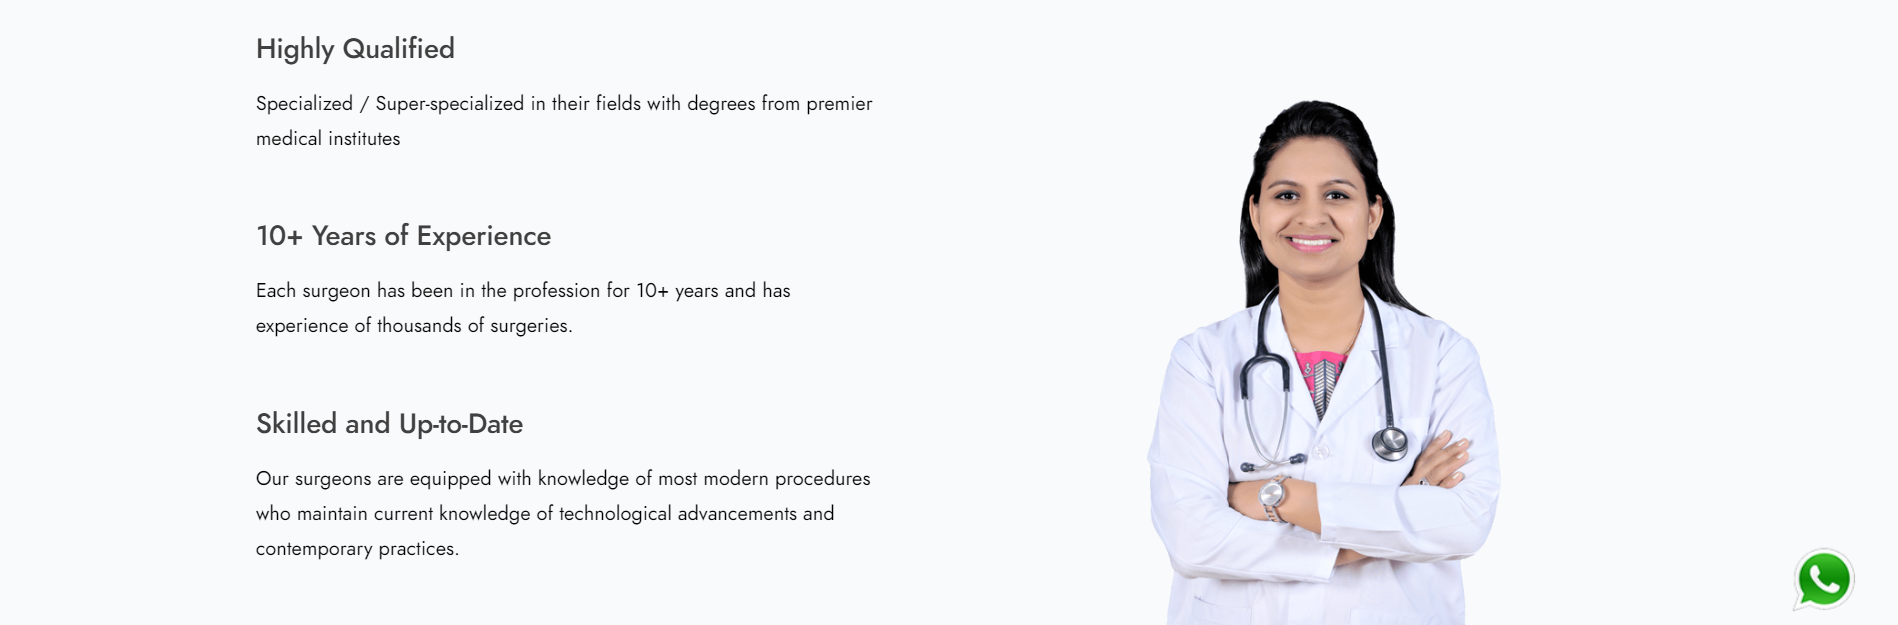 Highly Qualified
Specialized / Super-specialized in their fields with degrees from premier
medical institutes
10+ Years of Experience
Each surgeon has been in the profession for 10+ years and has
experience of thousands of surgeries.
Skilled and Up-to-Date
Our surgeons are equipped with knowledge of most modern procedures
who maintain current knowledge of technological advancements and
contemporary practices.